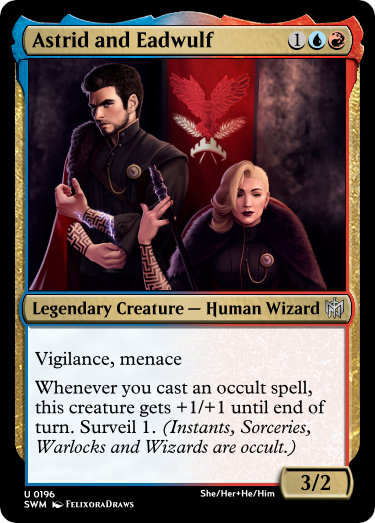 Astrid and Eadwulf 1
Legendary Creature — Human Wizard
Vigilance, menace
Whenever you cast an occult spell,
this creature gets +1/+1 until end of
turn. Surveil 1. (Instants, Sorceries,
Warlocks and Wizards are occult.)
3/2
U 0196 She/Her+He/Him
SWM FelixoraDraws